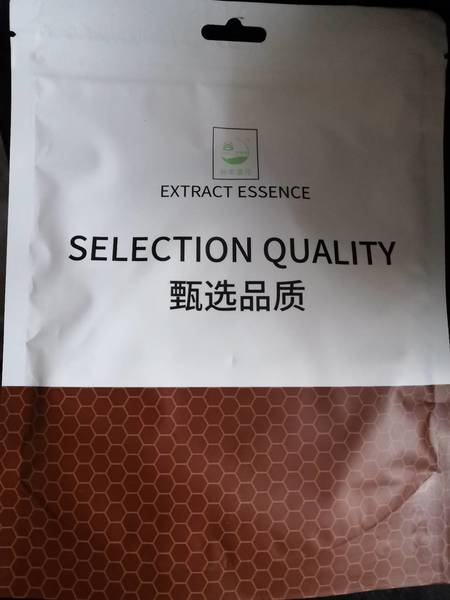 EXTRACT ESSENCE
SELECTION QUALITY
甄选品质